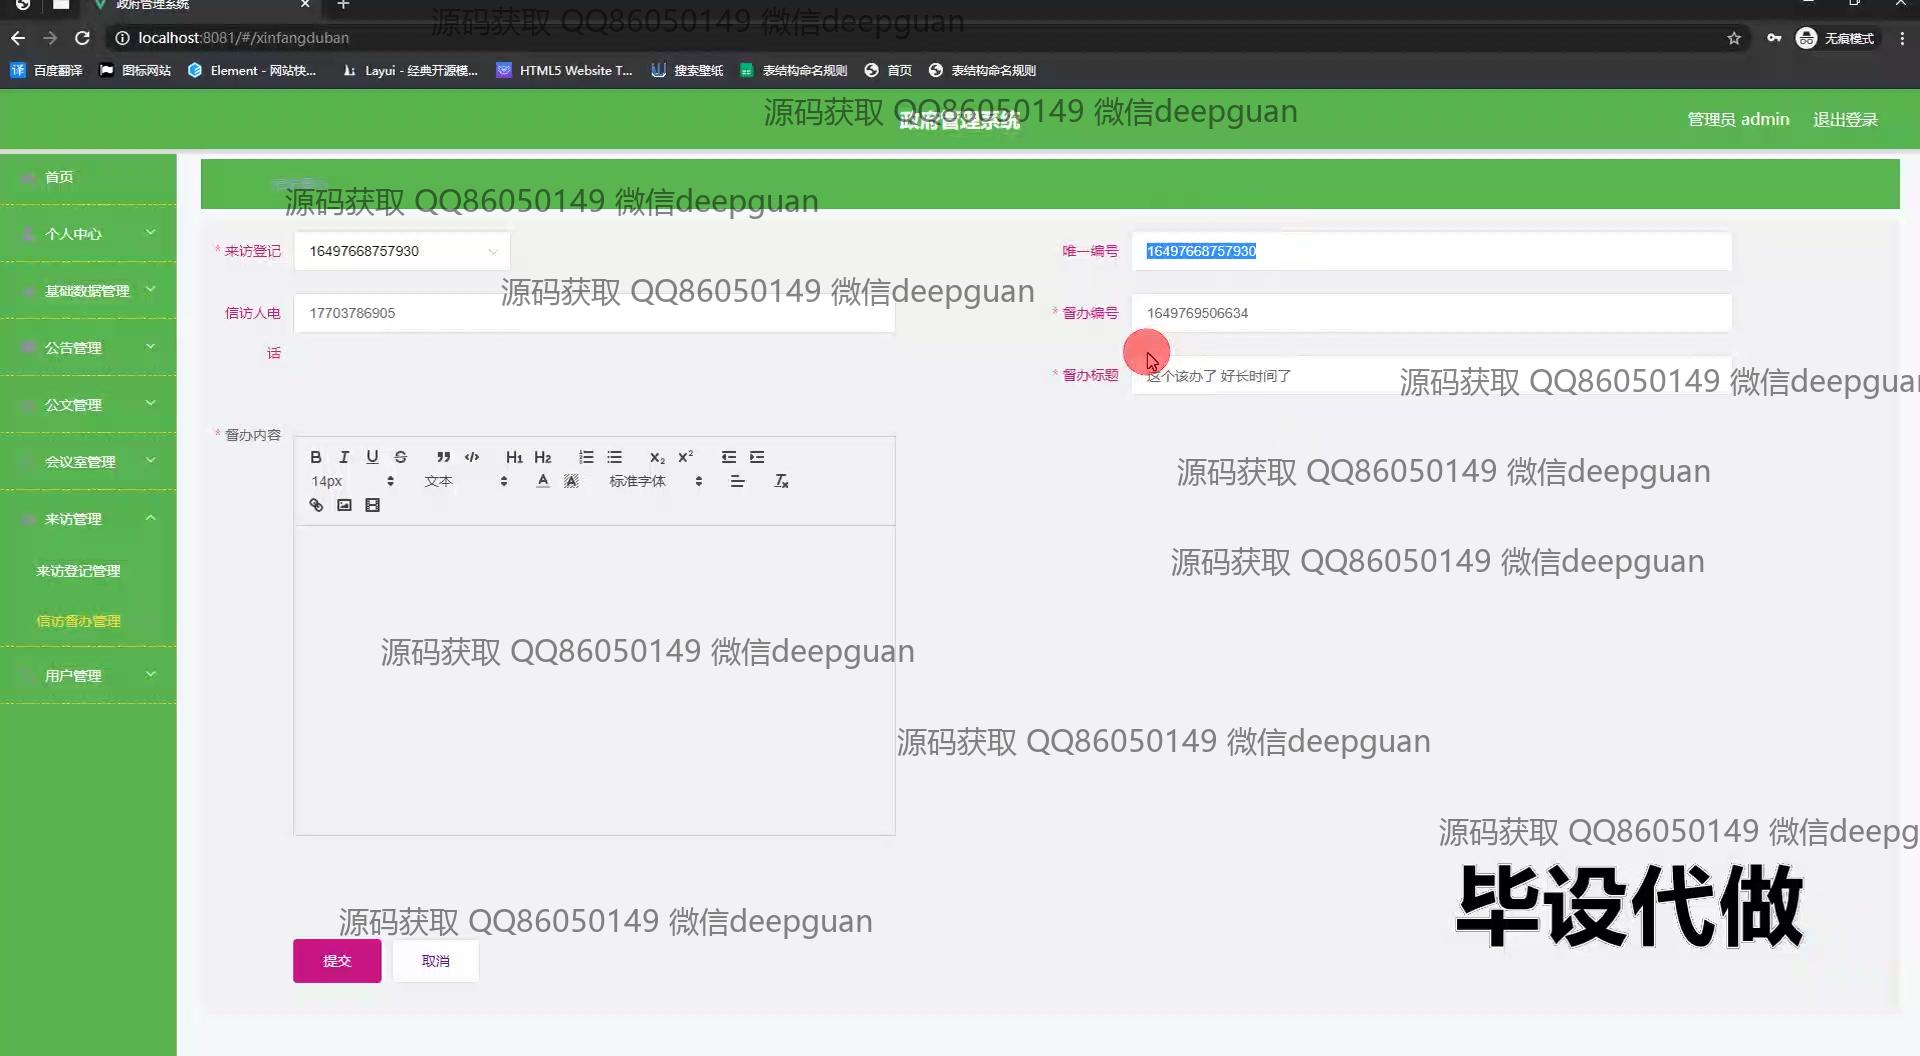 政府管理系统
源码获取 QQ86050149 微信deepguan
localhost:8081/#/xinfangduban
无痕模式
百度翻译 图标网站 Element - 网站快... Layui - 经典开源模... HTML5 Website T... 搜索壁纸 表结构命名规则 首页 表结构命名规则
源码获取 QQ86050149 微信deepguan
政府管理系统
管理员 admin 退出登录
首页
源码获取 QQ86050149 微信deepguan
个人中心
* 来访登记 16497668757930
唯一编号 16497668757930
基础数据管理
源码获取 QQ86050149 微信deepguan
信访人电话 17703786905
* 督办编号 1649769506634
公告管理
* 督办标题 这个该办了 好长时间了
源码获取 QQ86050149 微信deepguan
公文管理
* 督办内容
B I U S H1 H2 X2 X2
14px 文本 A A 标准字体 Tx
会议室管理
源码获取 QQ86050149 微信deepguan
来访管理
来访登记管理
源码获取 QQ86050149 微信deepguan
信访督办管理
源码获取 QQ86050149 微信deepguan
用户管理
源码获取 QQ86050149 微信deepguan
源码获取 QQ86050149 微信deepg
毕设代做
源码获取 QQ86050149 微信deepguan
提交 取消